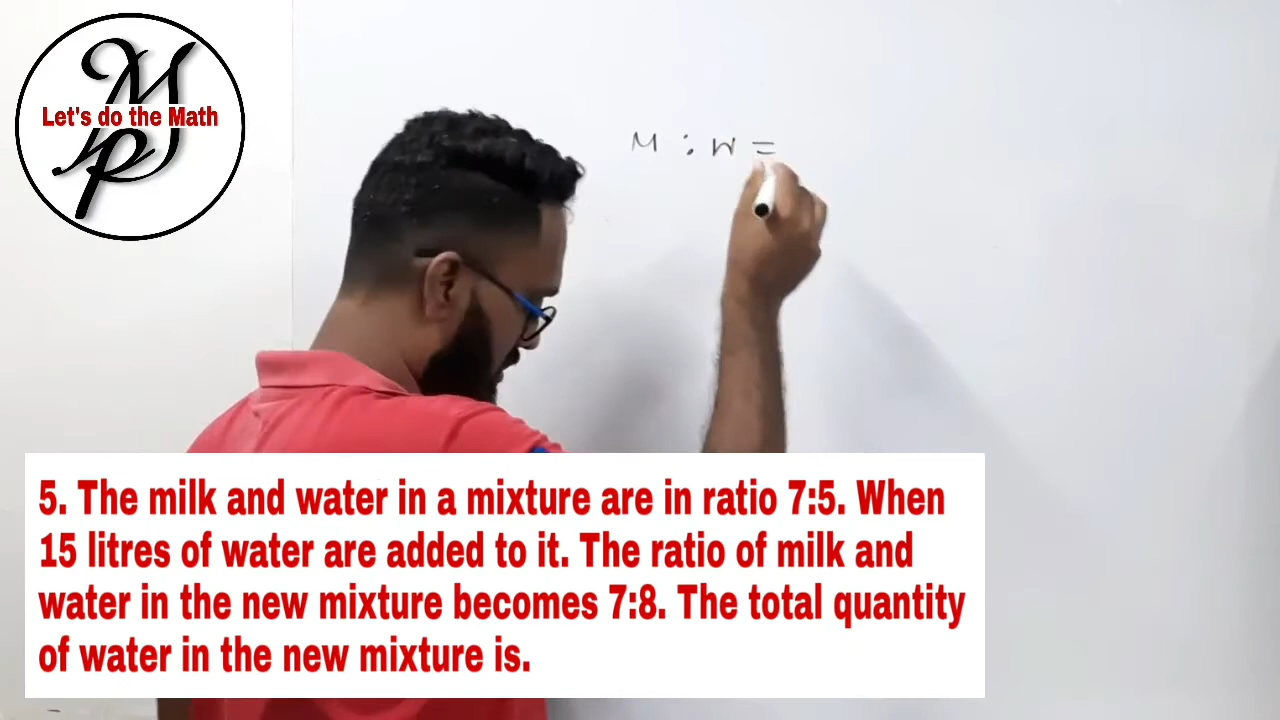 MSP
Let's do the Math
M : W =
5. The milk and water in a mixture are in ratio 7:5. When
15 litres of water are added to it. The ratio of milk and
water in the new mixture becomes 7:8. The total quantity
of water in the new mixture is.